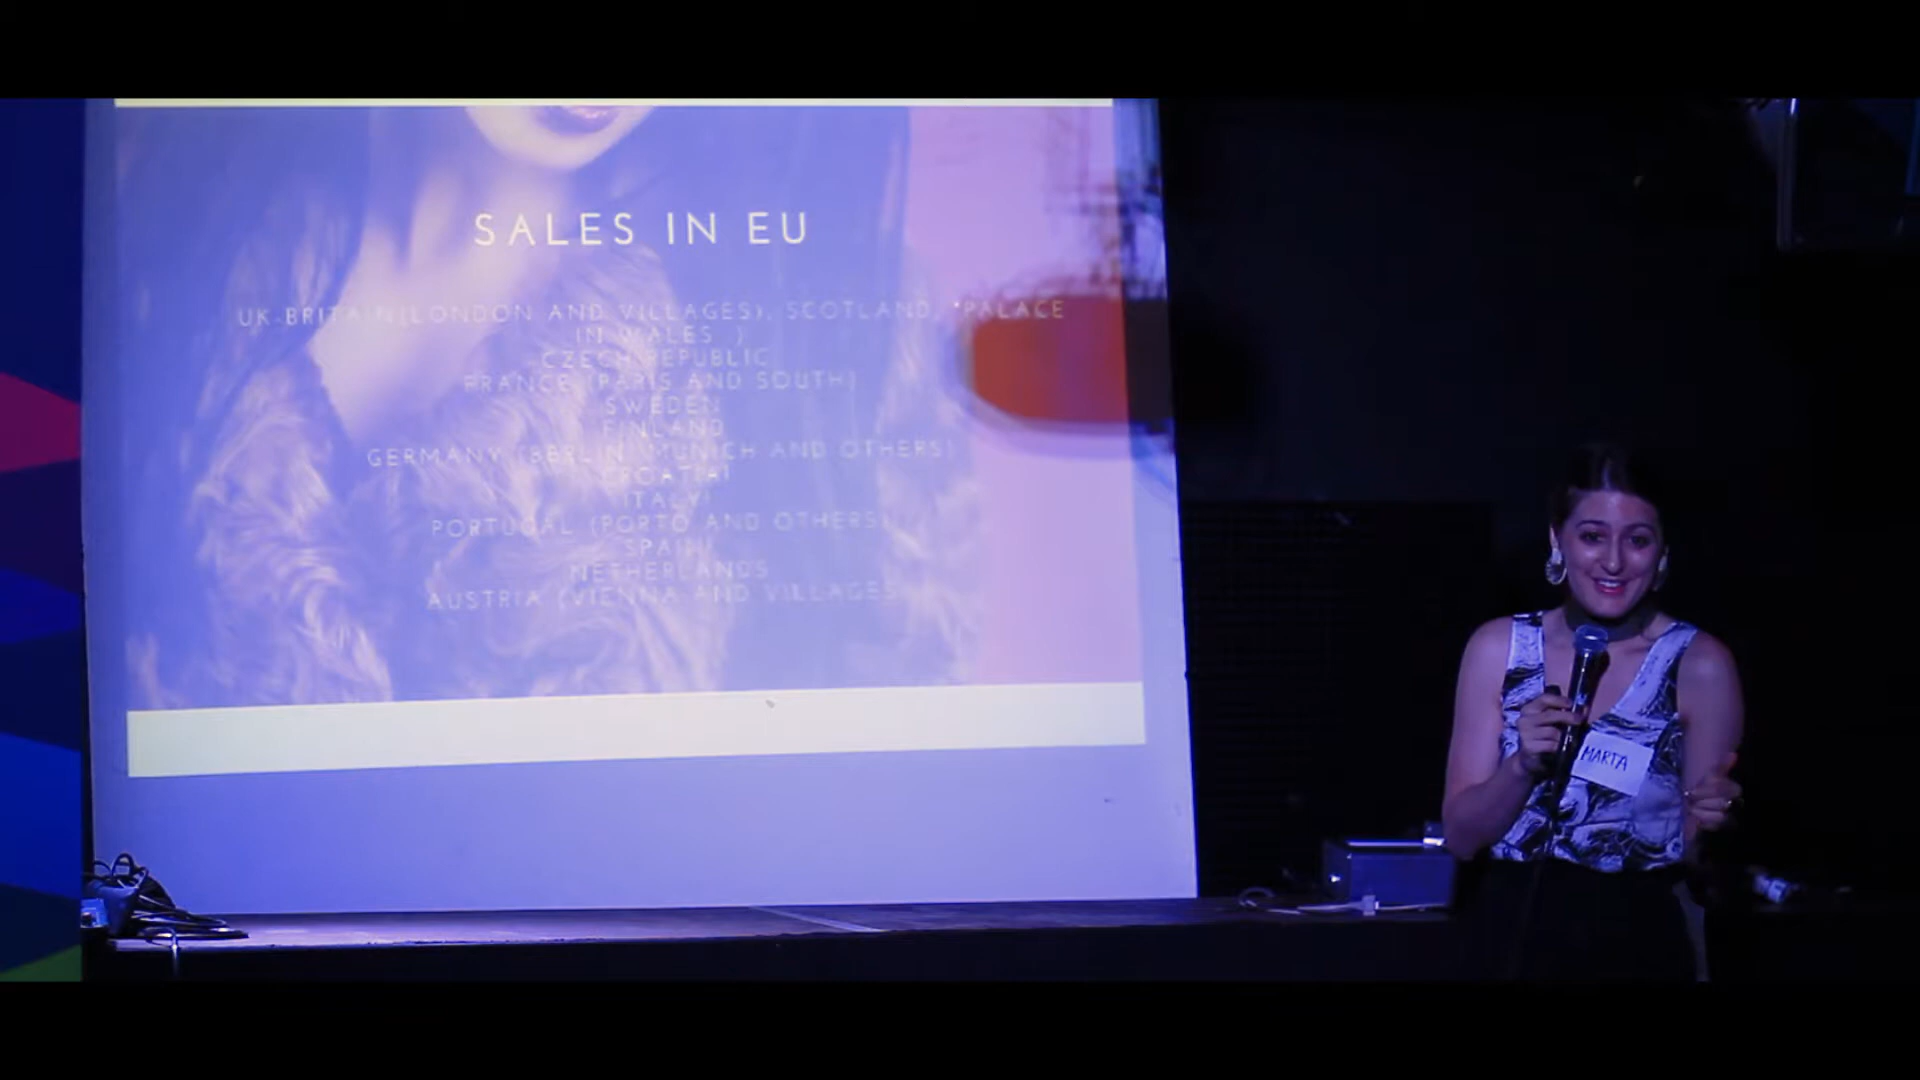 SALES IN EU
UK-BRITAIN(LONDON AND VILLAGES), SCOTLAND, "PALACE
IN WALES )
CZECH REPUBLIC
FRANCE (PARIS AND SOUTH)
SWEDEN
FINLAND
GERMANY (BERLIN, MUNICH AND OTHERS)
CROATIA
ITALY
PORTUGAL (PORTO AND OTHERS)
SPAIN
NETHERLANDS
AUSTRIA (VIENNA AND VILLAGES
MARTA